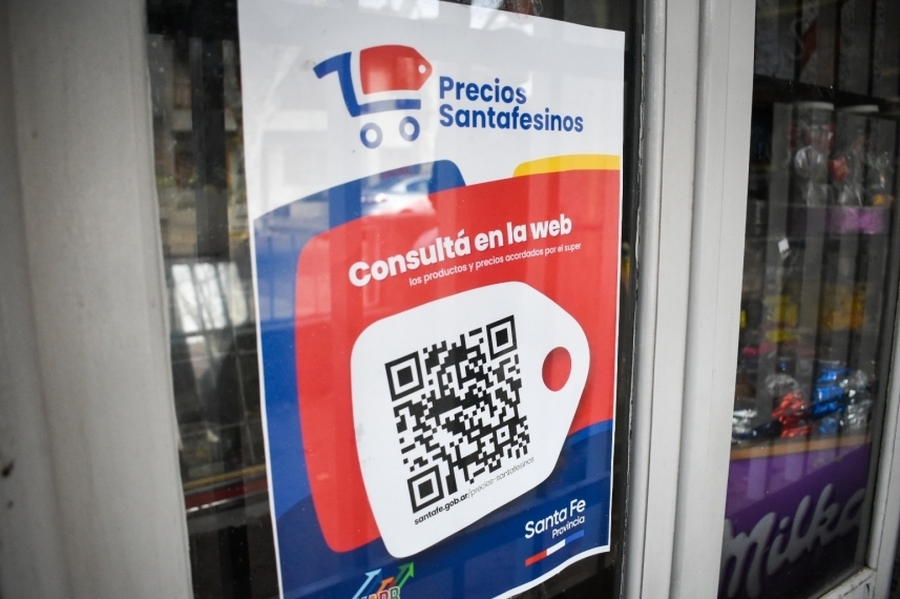 Precios
Santafesinos
Consultá en la web
los productos y precios acordados por el super
santafe.gob.ar/precios-santafesinos
Santa Fe
Provincia
Milka